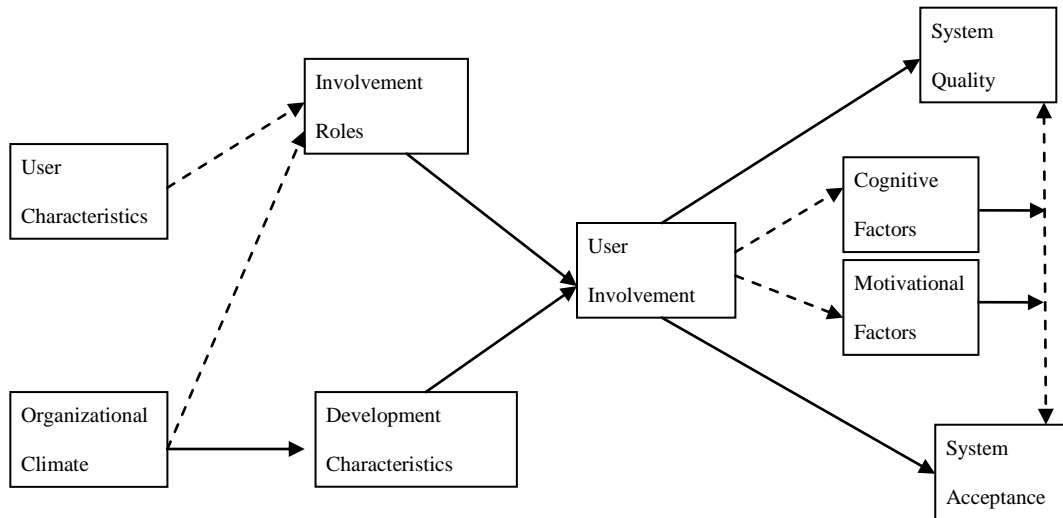 System
Quality
Involvement
Roles
User
Characteristics
Cognitive
Factors
User
Involvement
Motivational
Factors
Organizational
Climate
Development
Characteristics
System
Acceptance